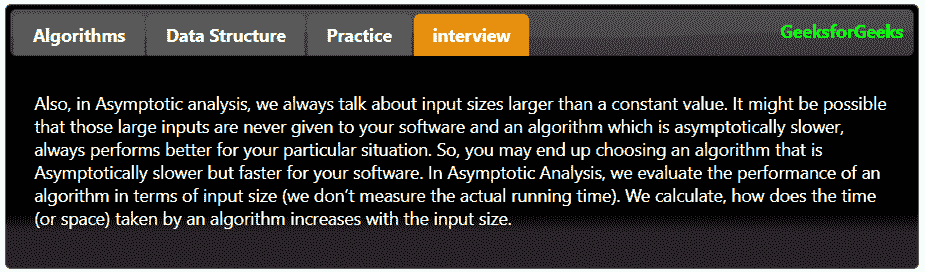 Algorithms Data Structure Practice interview GeeksforGeeks
Also, in Asymptotic analysis, we always talk about input sizes larger than a constant value. It might be possible
that those large inputs are never given to your software and an algorithm which is asymptotically slower,
always performs better for your particular situation. So, you may end up choosing an algorithm that is
Asymptotically slower but faster for your software. In Asymptotic Analysis, we evaluate the performance of an
algorithm in terms of input size (we don’t measure the actual running time). We calculate, how does the time
(or space) taken by an algorithm increases with the input size.